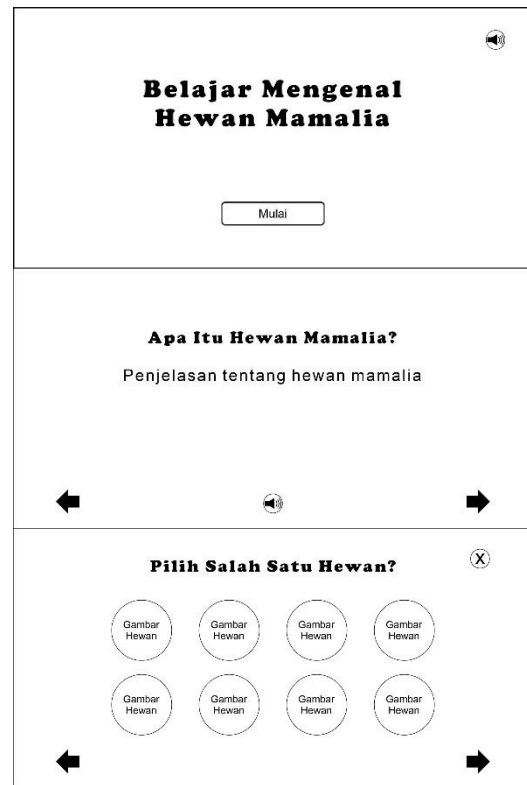 Belajar Mengenal
Hewan Mamalia
Mulai
Apa Itu Hewan Mamalia?
Penjelasan tentang hewan mamalia
Pilih Salah Satu Hewan?
X
Gambar
Hewan
Gambar
Hewan
Gambar
Hewan
Gambar
Hewan
Gambar
Hewan
Gambar
Hewan
Gambar
Hewan
Gambar
Hewan